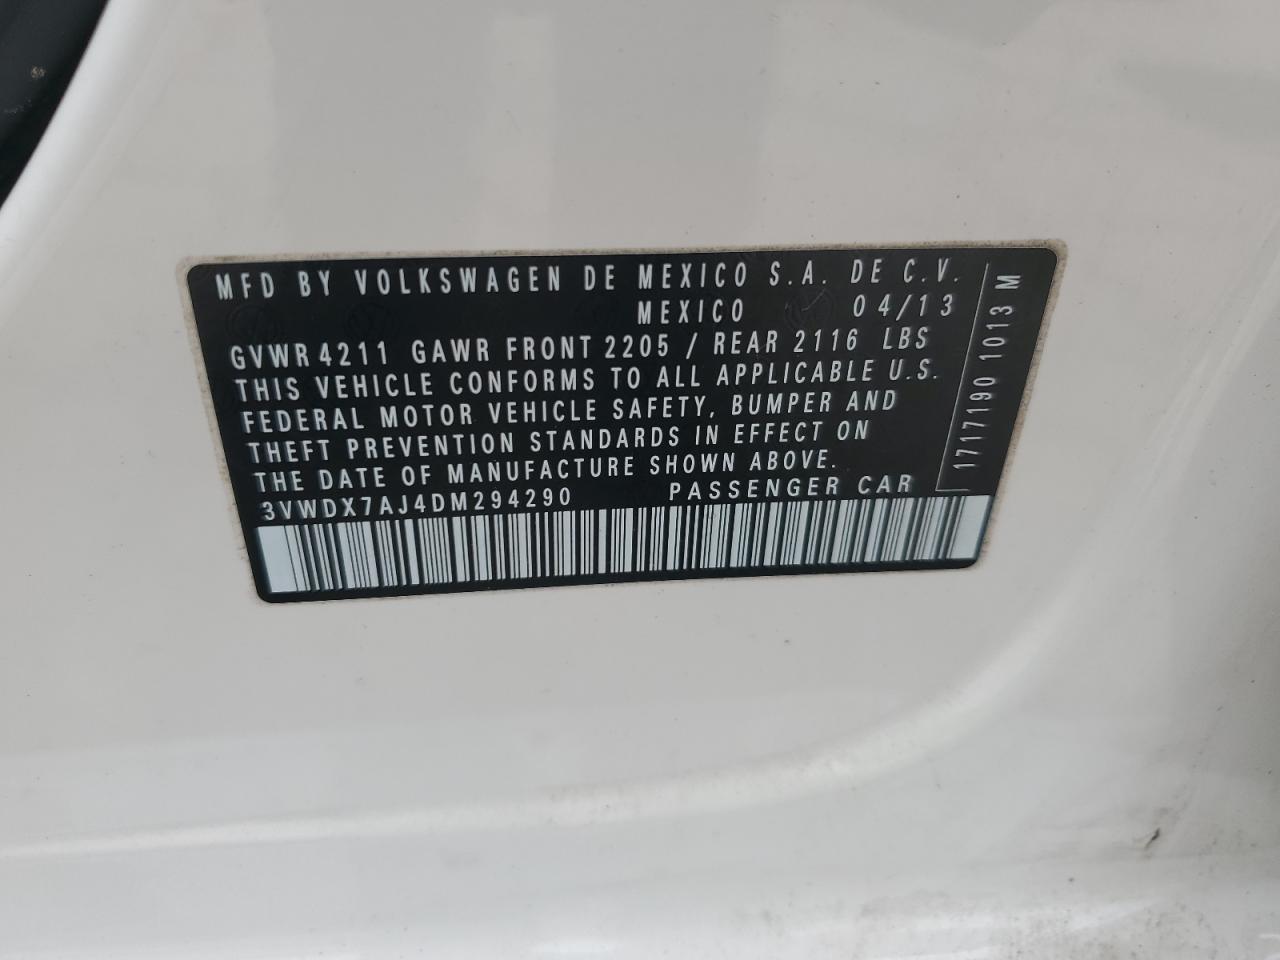 MFD BY VOLKSWAGEN DE MEXICO S.A. DE C.V.
MEXICO 04/13
GVWR 4211 GAWR FRONT 2205 / REAR 2116 LBS
THIS VEHICLE CONFORMS TO ALL APPLICABLE U.S.
FEDERAL MOTOR VEHICLE SAFETY, BUMPER AND
THEFT PREVENTION STANDARDS IN EFFECT ON
THE DATE OF MANUFACTURE SHOWN ABOVE.
3VWDX7AJ4DM294290 PASSENGER CAR
1717190 1013 M